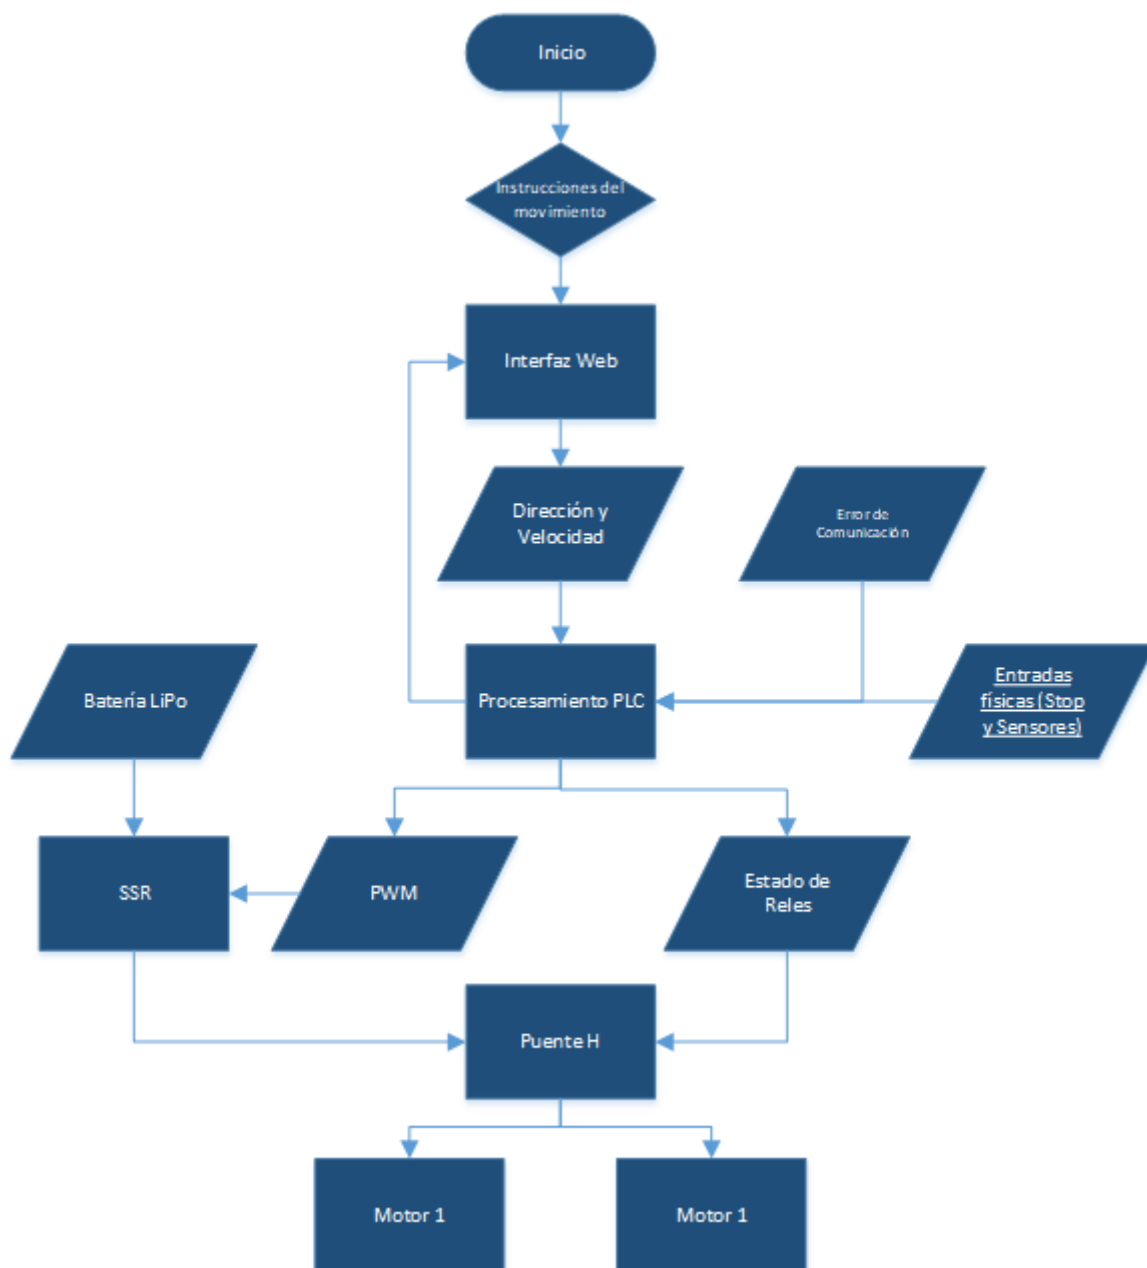 Inicio
Instrucciones del
movimiento
Interfaz Web
Dirección y
Velocidad
Error de
Comunicación
Batería LiPo
Procesamiento PLC
Entradas
físicas (Stop
y Sensores)
SSR
PWM
Estado de
Reles
Puente H
Motor 1
Motor 1